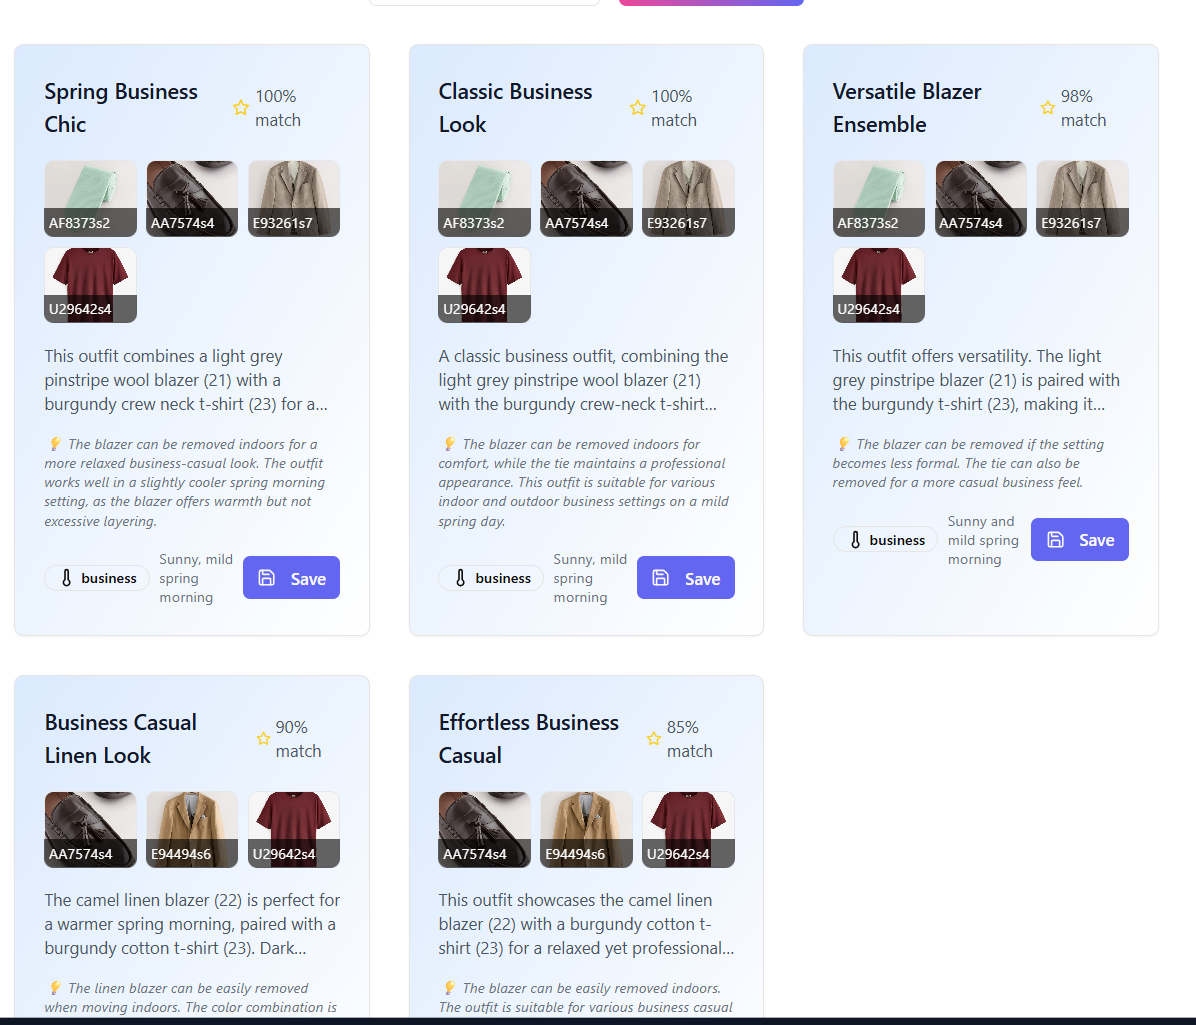 Spring Business
Chic
100%
match
AF8373s2
AA7574s4
E93261s7
U29642s4
This outfit combines a light grey
pinstripe wool blazer (21) with a
burgundy crew neck t-shirt (23) for a...
The blazer can be removed indoors for a
more relaxed business-casual look. The outfit
works well in a slightly cooler spring morning
setting, as the blazer offers warmth but not
excessive layering.
business
Sunny, mild
spring
morning
Save
Classic Business
Look
100%
match
AF8373s2
AA7574s4
E93261s7
U29642s4
A classic business outfit, combining the
light grey pinstripe wool blazer (21)
with the burgundy crew-neck t-shirt...
The blazer can be removed indoors for
comfort, while the tie maintains a professional
appearance. This outfit is suitable for various
indoor and outdoor business settings on a mild
spring day.
business
Sunny, mild
spring
morning
Save
Versatile Blazer
Ensemble
98%
match
AF8373s2
AA7574s4
E93261s7
U29642s4
This outfit offers versatility. The light
grey pinstripe blazer (21) is paired with
the burgundy t-shirt (23), making it...
The blazer can be removed if the setting
becomes less formal. The tie can also be
removed for a more casual business feel.
business
Sunny and
mild spring
morning
Save
Business Casual
Linen Look
90%
match
AA7574s4
E94494s6
U29642s4
The camel linen blazer (22) is perfect for
a warmer spring morning, paired with a
burgundy cotton t-shirt (23). Dark...
The linen blazer can be easily removed
when moving indoors. The color combination is
Effortless Business
Casual
85%
match
AA7574s4
E94494s6
U29642s4
This outfit showcases the camel linen
blazer (22) with a burgundy cotton t-
shirt (23) for a relaxed yet professional...
The blazer can be easily removed indoors.
The outfit is suitable for various business casual